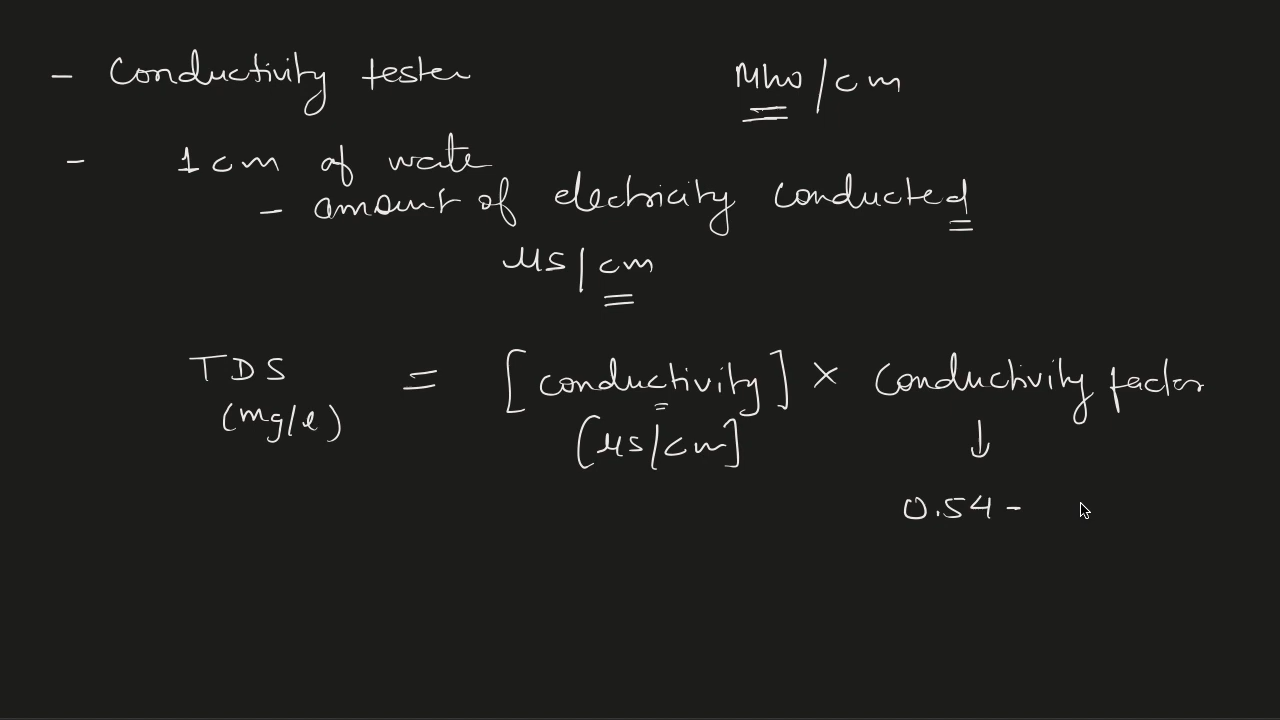 - Conductivity tester
Mho/cm
- 1 cm of wate
- amount of electricity conducted
μs/cm
TDS = [conductivity] × Conductivity factor
(mg/l) [μs/cm]
↓
0.54 -